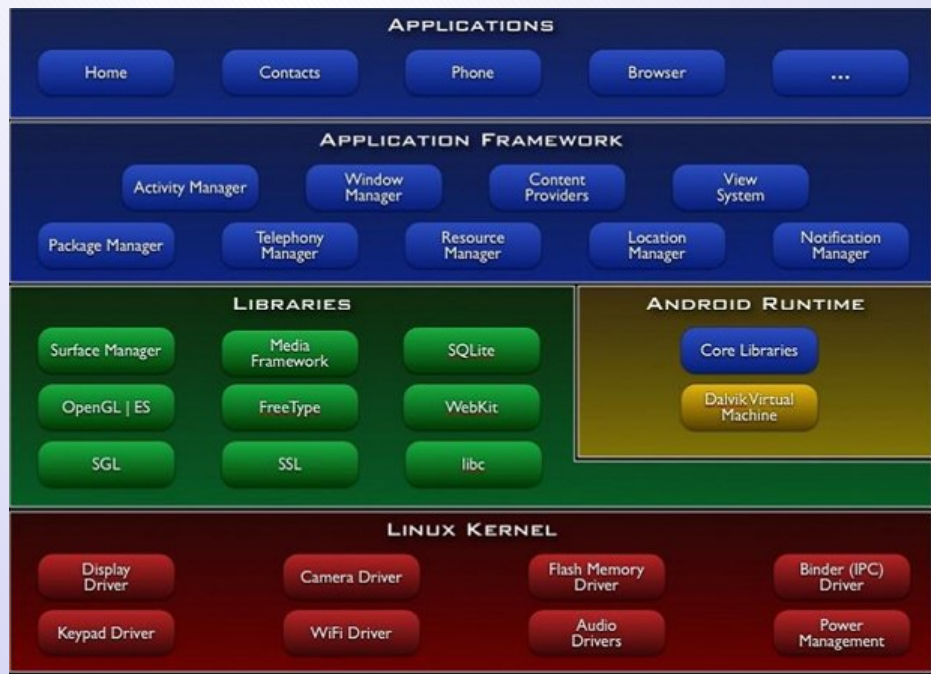 APPLICATIONS
Home
Contacts
Phone
Browser
...
APPLICATION FRAMEWORK
Activity Manager
Window
Manager
Content
Providers
View
System
Package Manager
Telephony
Manager
Resource
Manager
Location
Manager
Notification
Manager
LIBRARIES
Surface Manager
Media
Framework
SQLite
OpenGL | ES
FreeType
WebKit
SGL
SSL
libc
ANDROID RUNTIME
Core Libraries
Dalvik Virtual
Machine
LINUX KERNEL
Display
Driver
Camera Driver
Flash Memory
Driver
Binder (IPC)
Driver
Keypad Driver
WiFi Driver
Audio
Drivers
Power
Management